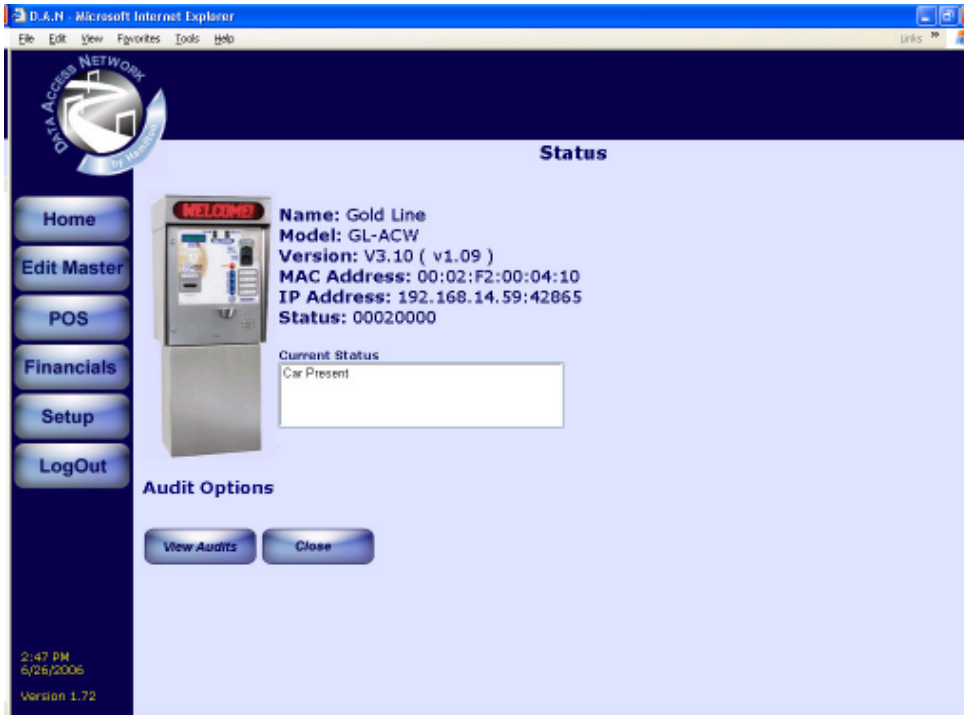 D.A.N - Microsoft Internet Explorer
File Edit View Favorites Tools Help
Links »
DATA ACCESS NETWORK
by Hamilton
Status
Home
Edit Master
POS
Financials
Setup
LogOut
WELCOME!
Name: Gold Line
Model: GL-ACW
Version: V3.10 ( v1.09 )
MAC Address: 00:02:F2:00:04:10
IP Address: 192.168.14.59:42865
Status: 00020000
Current Status
Car Present
Audit Options
View Audits Close
2:47 PM
6/26/2006
Version 1.72